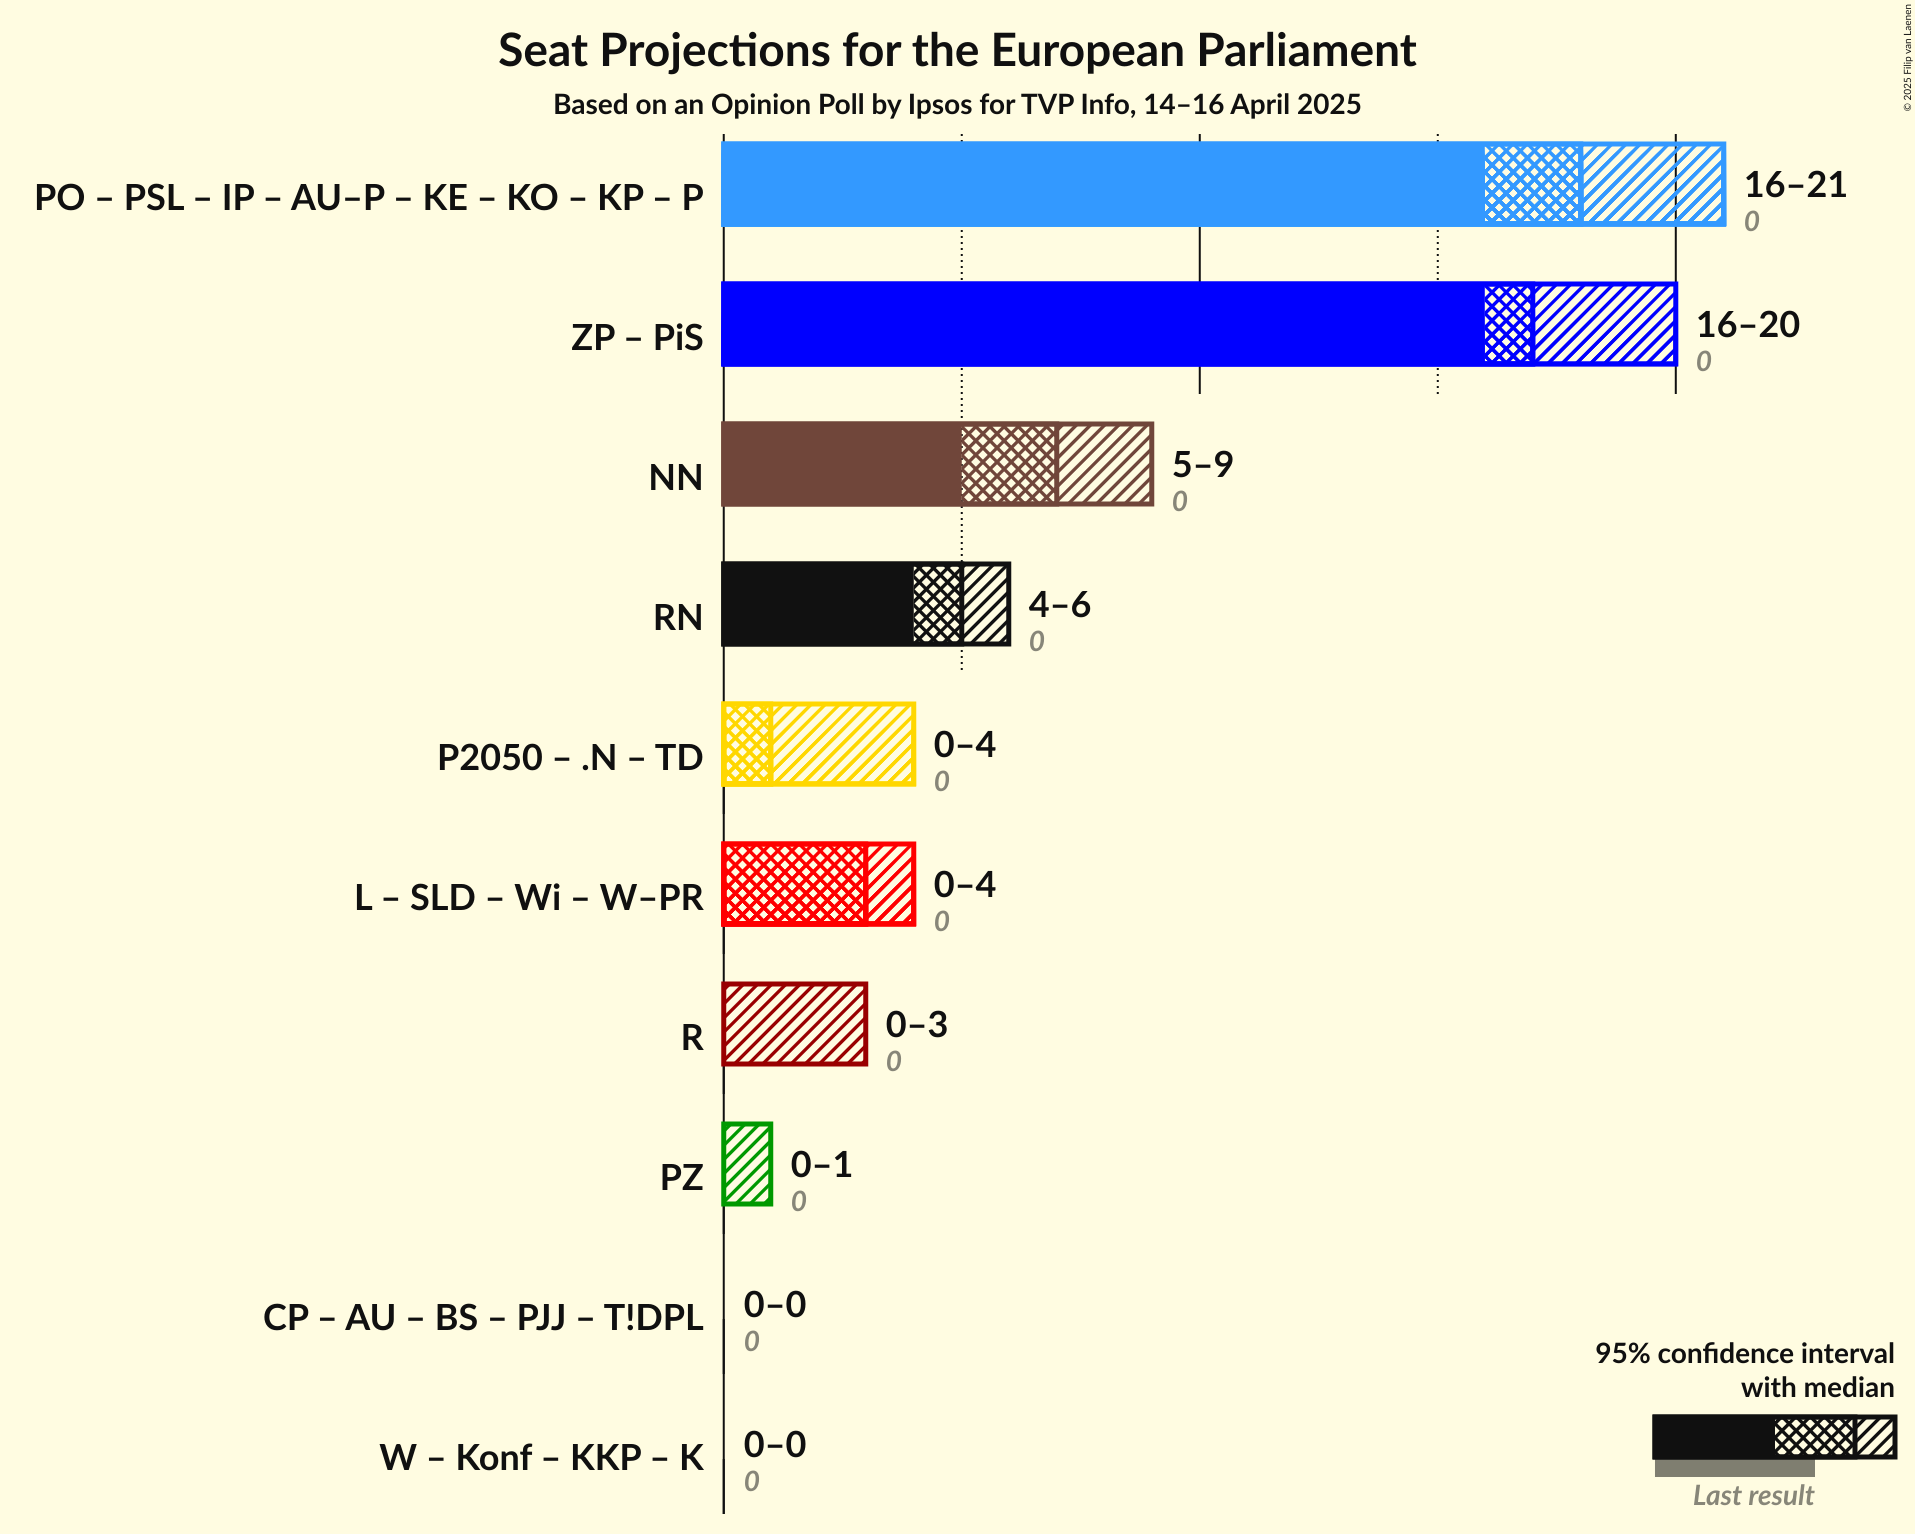 Seat Projections for the European Parliament
Based on an Opinion Poll by Ipsos for TVP Info, 14–16 April 2025
© 2025 Filip van Laenen
PO – PSL – IP – AU–P – KE – KO – KP – P
16–21
0
ZP – PiS
16–20
0
NN
5–9
0
RN
4–6
0
P2050 – .N – TD
0–4
0
L – SLD – Wi – W–PR
0–4
0
R
0–3
0
PZ
0–1
0
CP – AU – BS – PJJ – T!DPL
0–0
0
W – Konf – KKP – K
0–0
0
95% confidence interval
with median
Last result